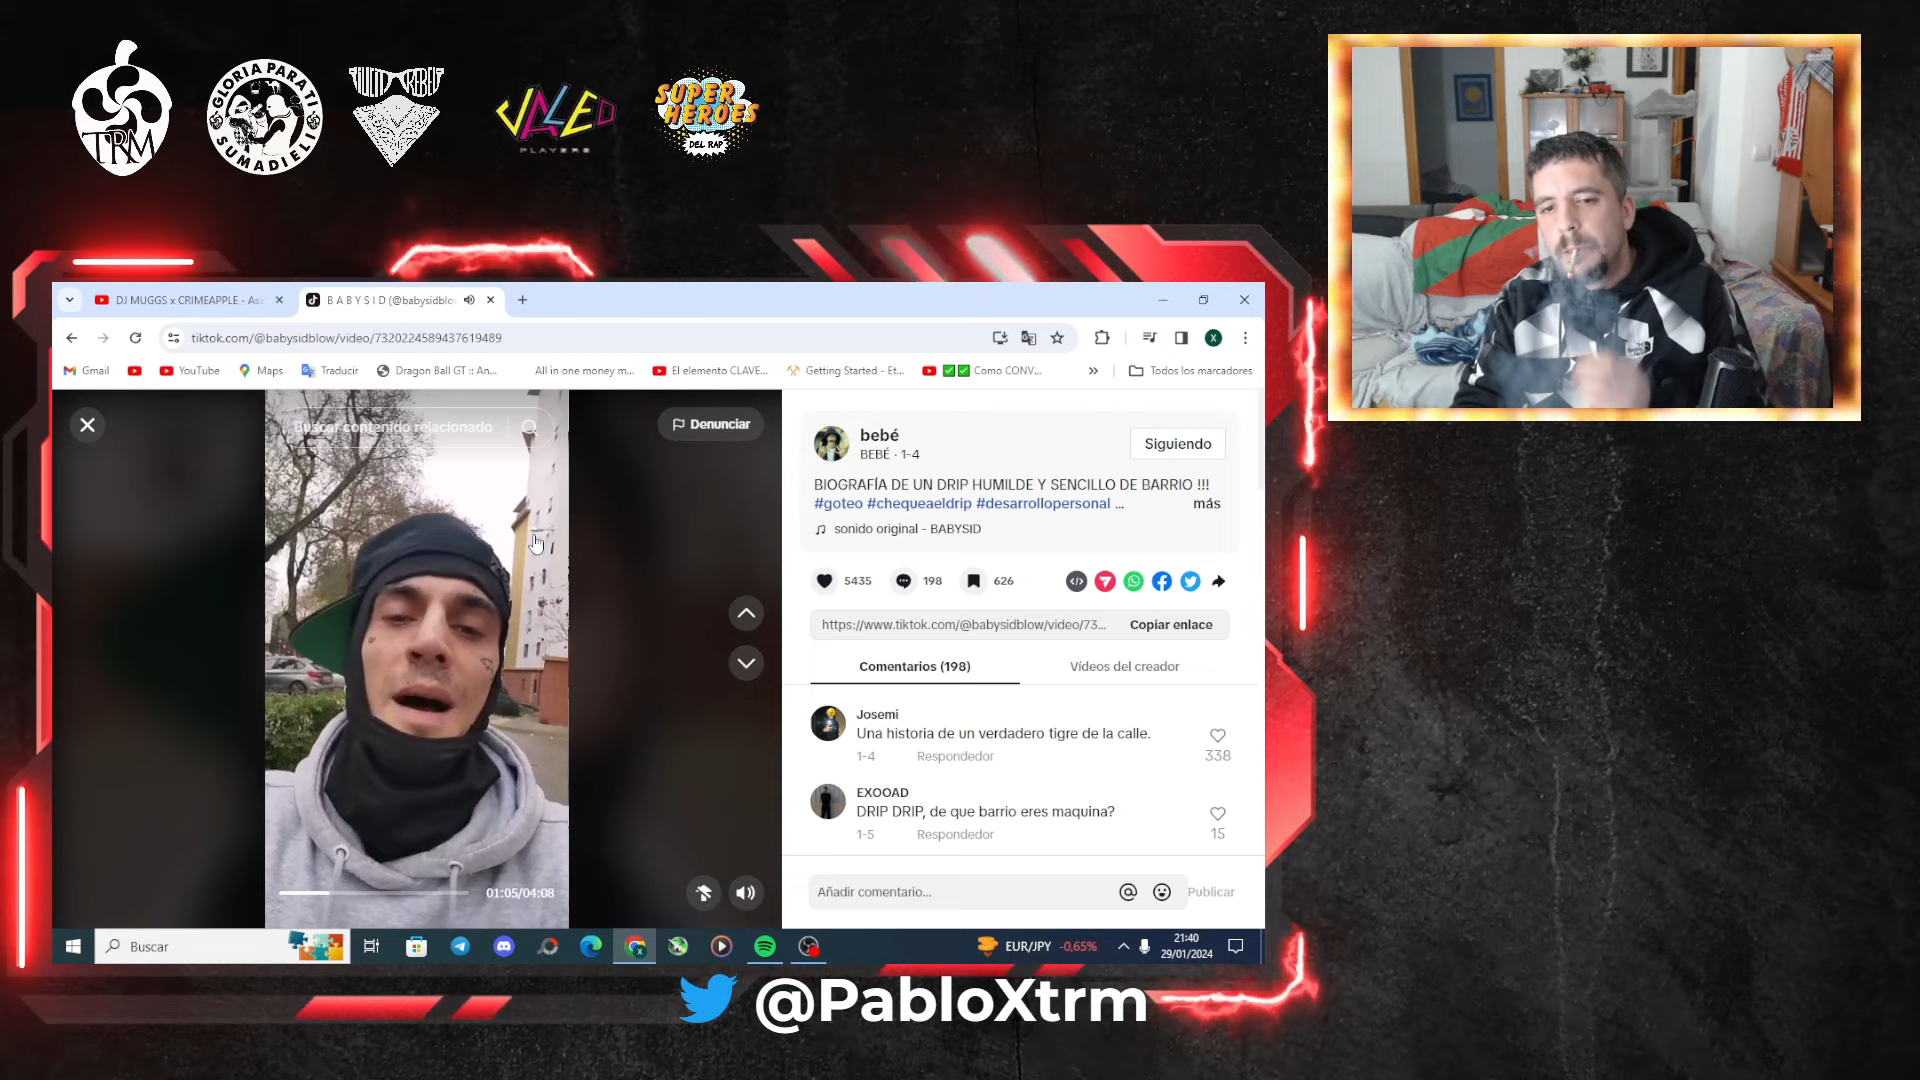 TRM
GLORIA PARATI
SUMADIELI
VALED
PLAYERS
SUPER
HEROES
DEL RAP
DJ MUGGS x CRIMEAPPLE - As
B A B Y S I D (@babysidblo
tiktok.com/@babysidblow/video/7320224589437619489
Gmail
YouTube
Maps
Traducir
Dragon Ball GT :: An...
All in one money m...
El elemento CLAVE...
Getting Started - Et...
Como CONV...
»
Todos los marcadores
Buscar contenido relacionado
Denunciar
01:05/04:08
bebé
BEBÉ · 1-4
Siguiendo
BIOGRAFÍA DE UN DRIP HUMILDE Y SENCILLO DE BARRIO !!!
#goteo #chequeaeldrip #desarrollopersonal ...
más
sonido original - BABYSID
5435
198
626
https://www.tiktok.com/@babysidblow/video/73...
Copiar enlace
Comentarios (198)
Vídeos del creador
Josemi
Una historia de un verdadero tigre de la calle.
1-4 Respondedor
338
EXOOAD
DRIP DRIP, de que barrio eres maquina?
1-5 Respondedor
15
Añadir comentario...
Publicar
Buscar
EUR/JPY -0,65%
21:40
29/01/2024
@PabloXtrm